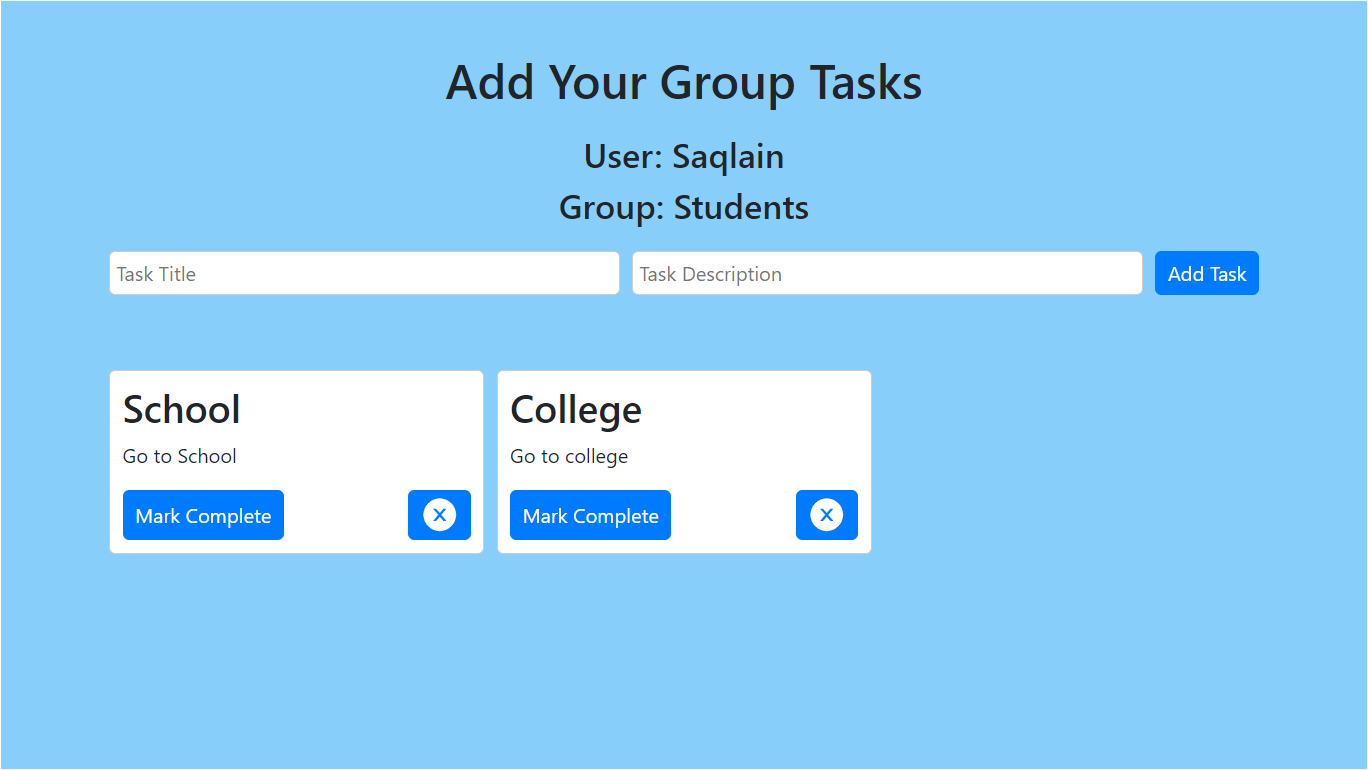 Add Your Group Tasks
User: Saqlain
Group: Students
Task Title
Task Description
Add Task
School
Go to School
Mark Complete
X
College
Go to college
Mark Complete
X